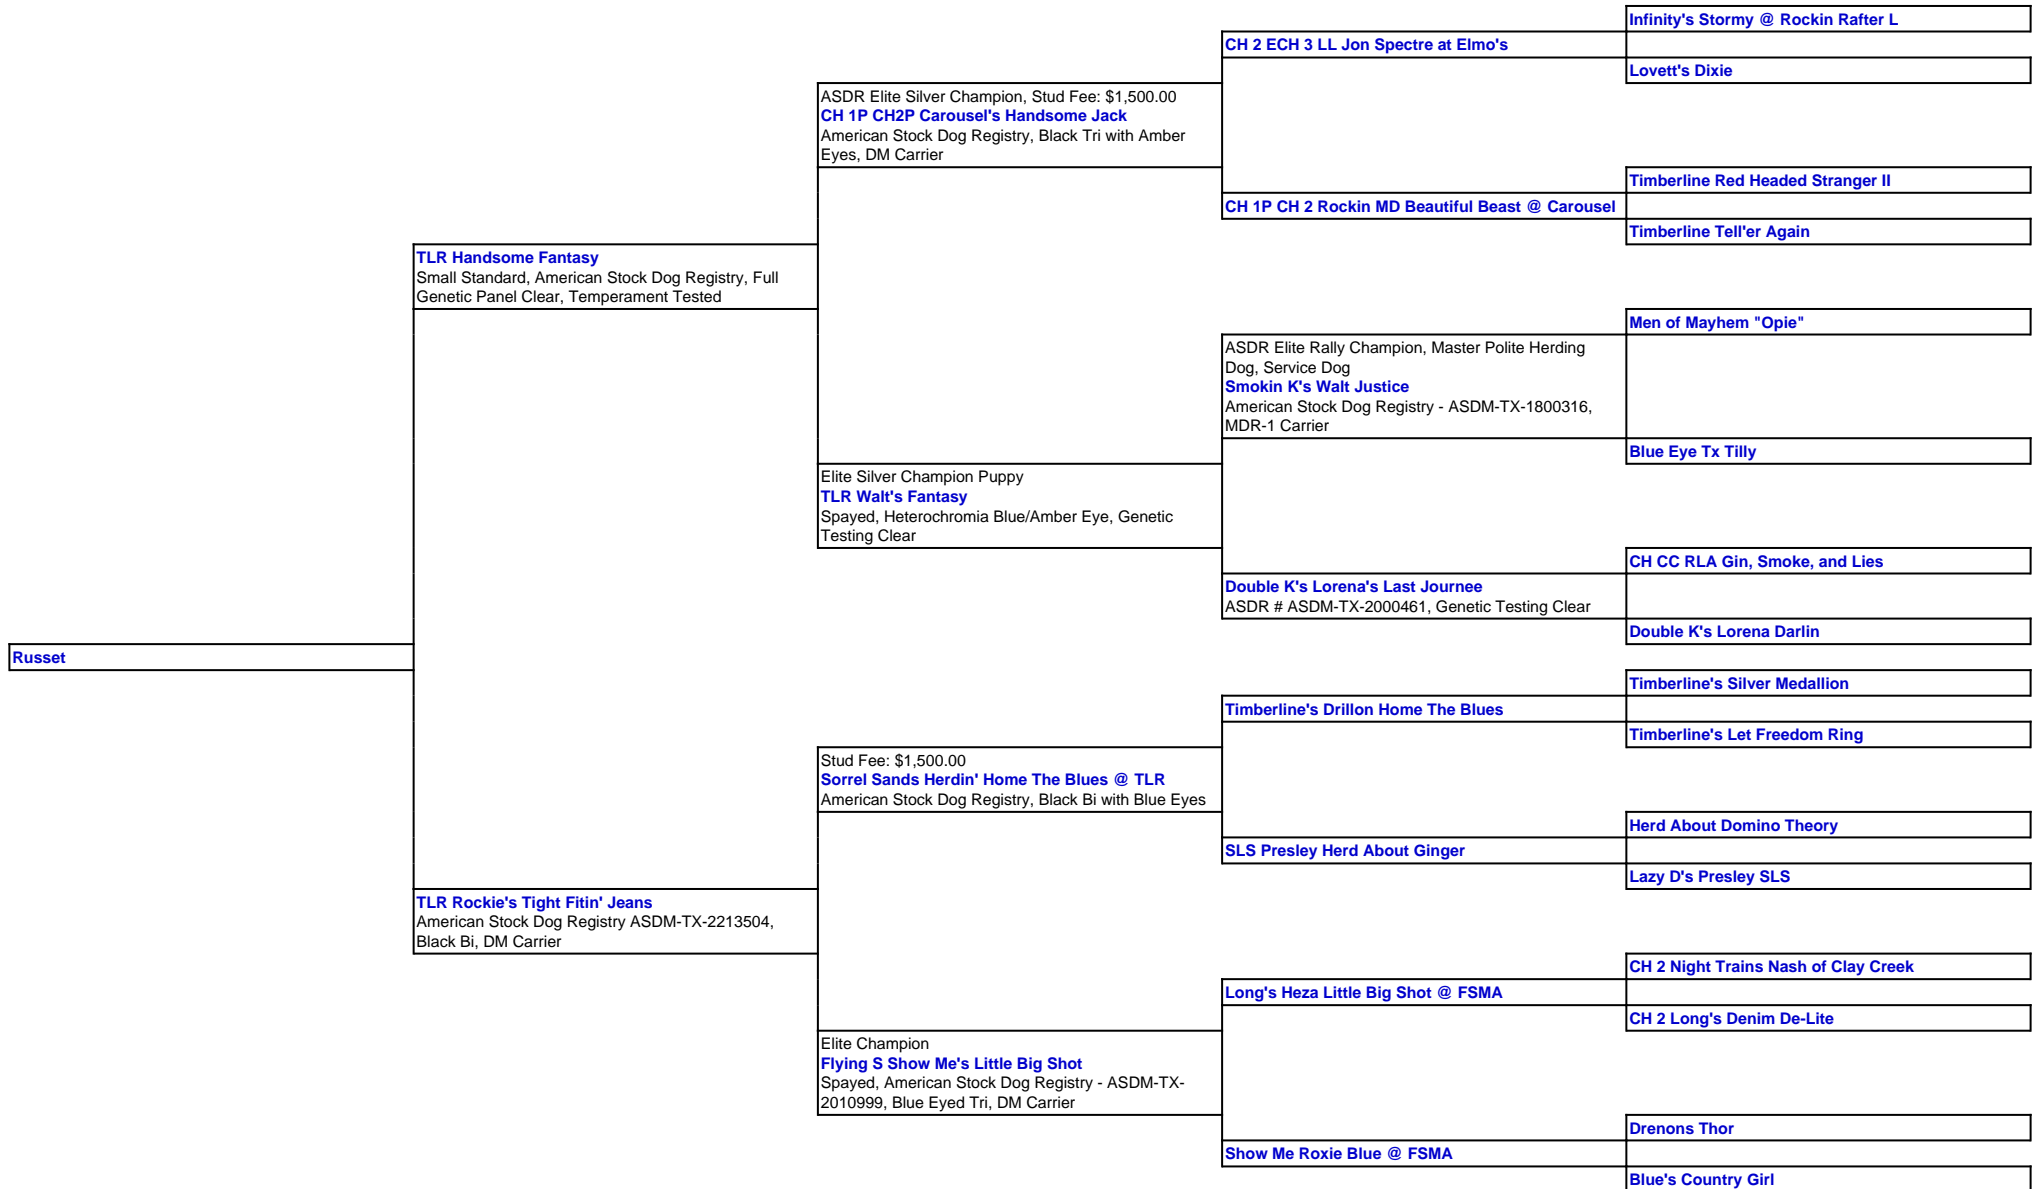 Infinity's Stormy @ Rockin Rafter L
CH 2 ECH 3 LL Jon Spectre at Elmo's
Lovett's Dixie
ASDR Elite Silver Champion, Stud Fee: $1,500.00
CH 1P CH2P Carousel's Handsome Jack
American Stock Dog Registry, Black Tri with Amber
Eyes, DM Carrier
Timberline Red Headed Stranger II
CH 1P CH 2 Rockin MD Beautiful Beast @ Carousel
Timberline Tell'er Again
TLR Handsome Fantasy
Small Standard, American Stock Dog Registry, Full
Genetic Panel Clear, Temperament Tested
Men of Mayhem "Opie"
ASDR Elite Rally Champion, Master Polite Herding
Dog, Service Dog
Smokin K's Walt Justice
American Stock Dog Registry - ASDM-TX-1800316,
MDR-1 Carrier
Blue Eye Tx Tilly
Elite Silver Champion Puppy
TLR Walt's Fantasy
Spayed, Heterochromia Blue/Amber Eye, Genetic
Testing Clear
CH CC RLA Gin, Smoke, and Lies
Double K's Lorena's Last Journee
ASDR # ASDM-TX-2000461, Genetic Testing Clear
Double K's Lorena Darlin
Russet
Timberline's Silver Medallion
Timberline's Drillon Home The Blues
Timberline's Let Freedom Ring
Stud Fee: $1,500.00
Sorrel Sands Herdin' Home The Blues @ TLR
American Stock Dog Registry, Black Bi with Blue Eyes
Herd About Domino Theory
SLS Presley Herd About Ginger
Lazy D's Presley SLS
TLR Rockie's Tight Fitin' Jeans
American Stock Dog Registry ASDM-TX-2213504,
Black Bi, DM Carrier
CH 2 Night Trains Nash of Clay Creek
Long's Heza Little Big Shot @ FSMA
CH 2 Long's Denim De-Lite
Elite Champion
Flying S Show Me's Little Big Shot
Spayed, American Stock Dog Registry - ASDM-TX-
2010999, Blue Eyed Tri, DM Carrier
Drenons Thor
Show Me Roxie Blue @ FSMA
Blue's Country Girl